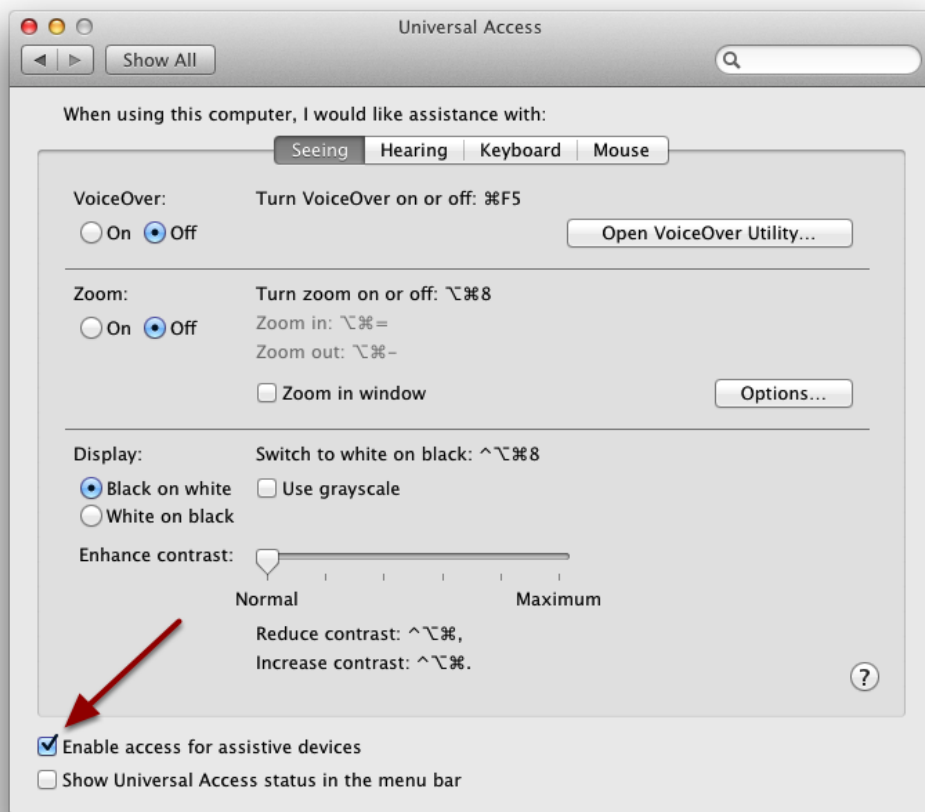 Universal Access
Show All
When using this computer, I would like assistance with:
Seeing Hearing Keyboard Mouse
VoiceOver: Turn VoiceOver on or off: ⌘F5
On Off Open VoiceOver Utility...
Zoom: Turn zoom on or off: ⌥⌘8
On Off Zoom in: ⌥⌘=
Zoom out: ⌥⌘-
Zoom in window Options...
Display: Switch to white on black: ^⌥⌘8
Black on white Use grayscale
White on black
Enhance contrast:
Normal Maximum
Reduce contrast: ^⌥⌘,
Increase contrast: ^⌥⌘.
?
Enable access for assistive devices
Show Universal Access status in the menu bar